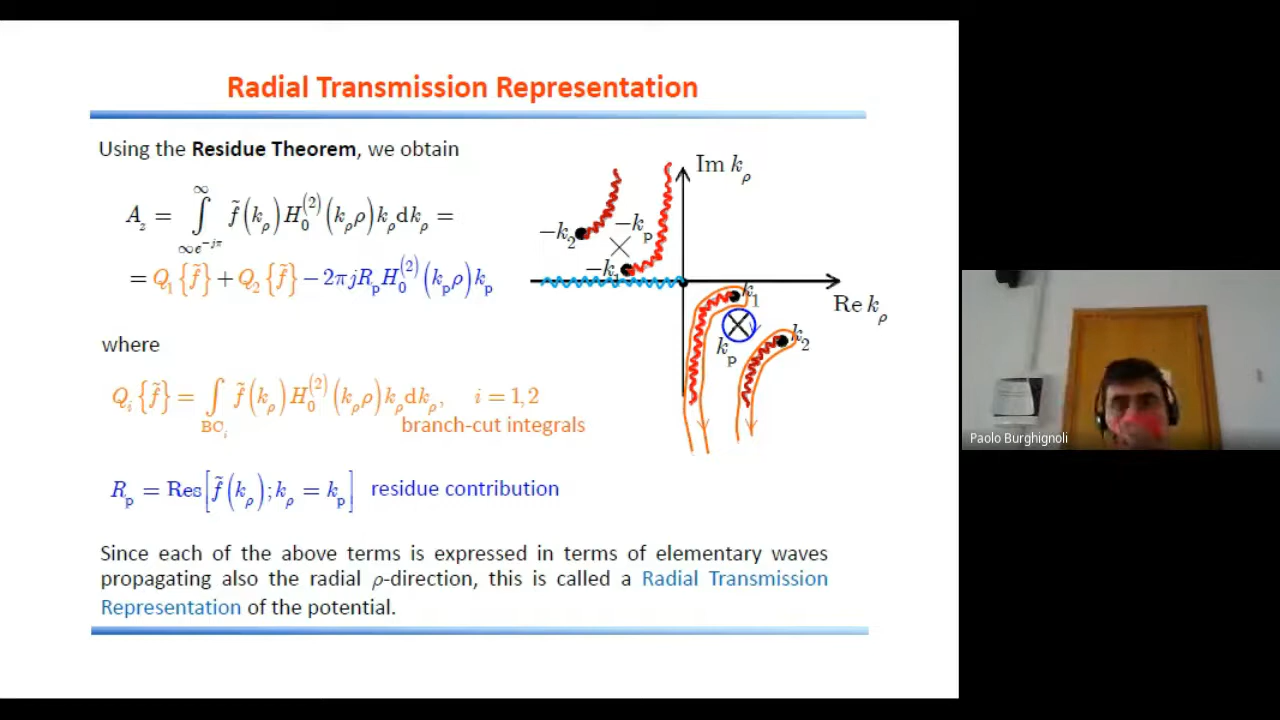 Radial Transmission Representation
Using the Residue Theorem, we obtain
A_z = ∫_{∞e^{-jπ}}^{∞} f̃(k_ρ) H_0^{(2)}(k_ρ ρ) k_ρ dk_ρ =
= Q_1{f̃} + Q_2{f̃} − 2πj R_p H_0^{(2)}(k_p ρ) k_p
where
Q_i{f̃} = ∫_{BC_i} f̃(k_ρ) H_0^{(2)}(k_ρ ρ) k_ρ dk_ρ, i = 1,2
branch-cut integrals
R_p = Res[f̃(k_ρ); k_ρ = k_p] residue contribution
Since each of the above terms is expressed in terms of elementary waves
propagating also the radial ρ-direction, this is called a Radial Transmission
Representation of the potential.
Im k_ρ
−k_2
−k_p
−k_1
k_1
Re k_ρ
k_p
k_2
Paolo Burghignoli